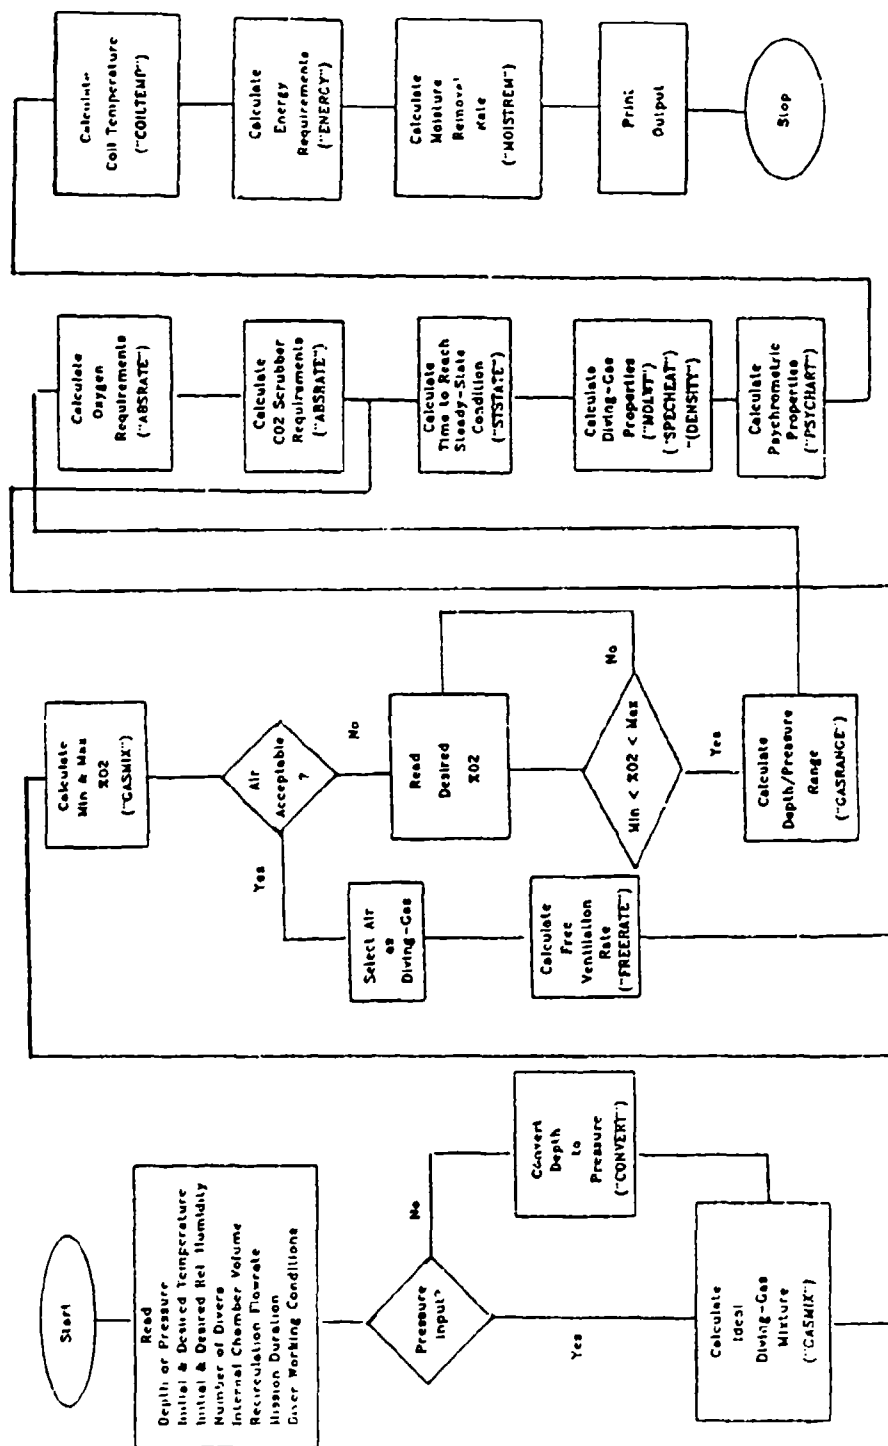 Start
Read
Depth or Pressure
Initial & Desired Temperature
Initial & Desired Rel. Humidity
Number of Divers
Internal Chamber Volume
Recirculation Flowrate
Mission Duration
Diver Working Conditions
Pressure
Input?
No
Yes
Convert
Depth
to
Pressure
("CONVERT")
Calculate
Ideal
Diving-Gas
Mixture
("GASMIX")
Calculate
Min & Max
%O2
("GASMIX")
Air
Acceptable
?
Yes
No
Select Air
as
Diving-Gas
Calculate
Free
Ventilation
Rate
("FREERATE")
Read
Desired
%O2
Min < %O2 < Max
No
Yes
Calculate
Depth/Pressure
Range
("GASRANGE")
Calculate
Oxygen
Requirements
("ABSRATE")
Calculate
CO2 Scrubber
Requirements
("ABSRATE")
Calculate
Time to Reach
Steady-State
Condition
("STSTATE")
Calculate
Diving-Gas
Properties
("MOLWT")
("SPECHEAT")
"(DENSITY")
Calculate
Psychrometric
Properties
("PSYCHART")
Calculate
Coil Temperature
("COILTEMP")
Calculate
Energy
Requirements
("ENERGY")
Calculate
Moisture
Removal
Rate
("MOISTREM")
Print
Output
Stop